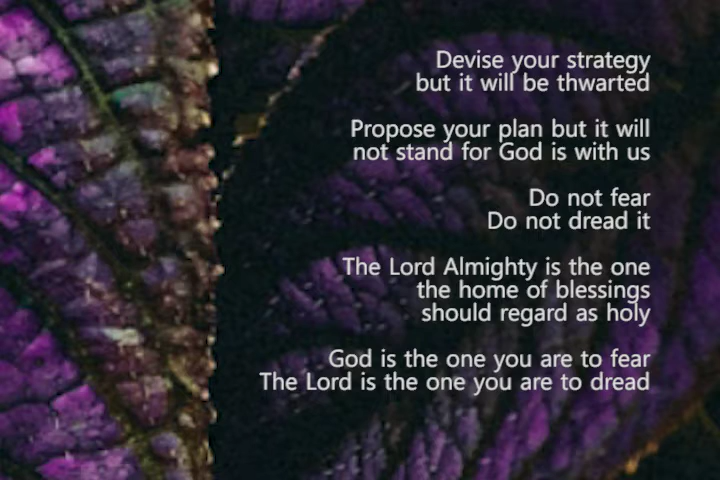 Devise your strategy
but it will be thwarted
Propose your plan but it will
not stand for God is with us
Do not fear
Do not dread it
The Lord Almighty is the one
the home of blessings
should regard as holy
God is the one you are to fear
The Lord is the one you are to dread